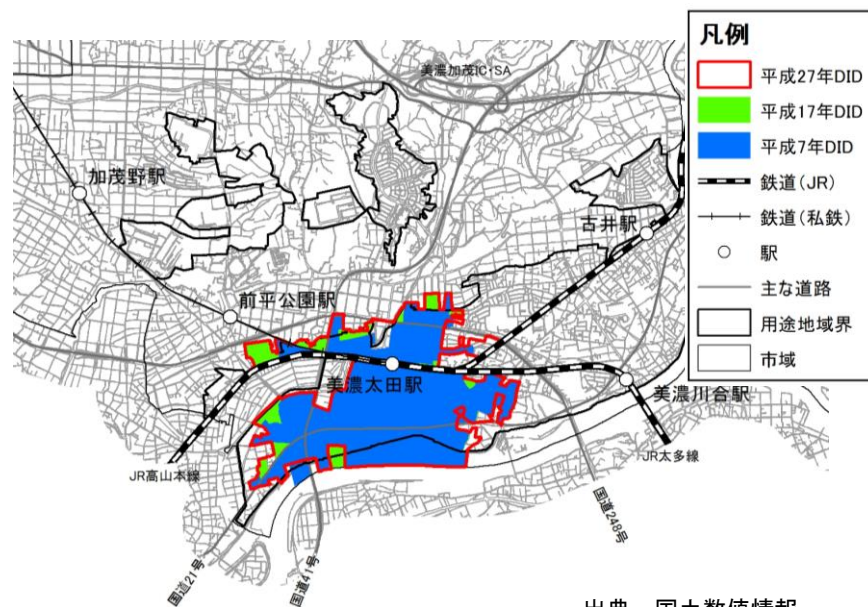 凡例
平成27年DID
平成17年DID
平成7年DID
鉄道(JR)
鉄道(私鉄)
駅
主な道路
用途地域界
市域
美濃加茂IC・SA
加茂野駅
古井駅
前平公園駅
美濃太田駅
美濃川合駅
JR高山本線
JR太多線
国道248号
国道21号
国道41号
出典 国土数値情報